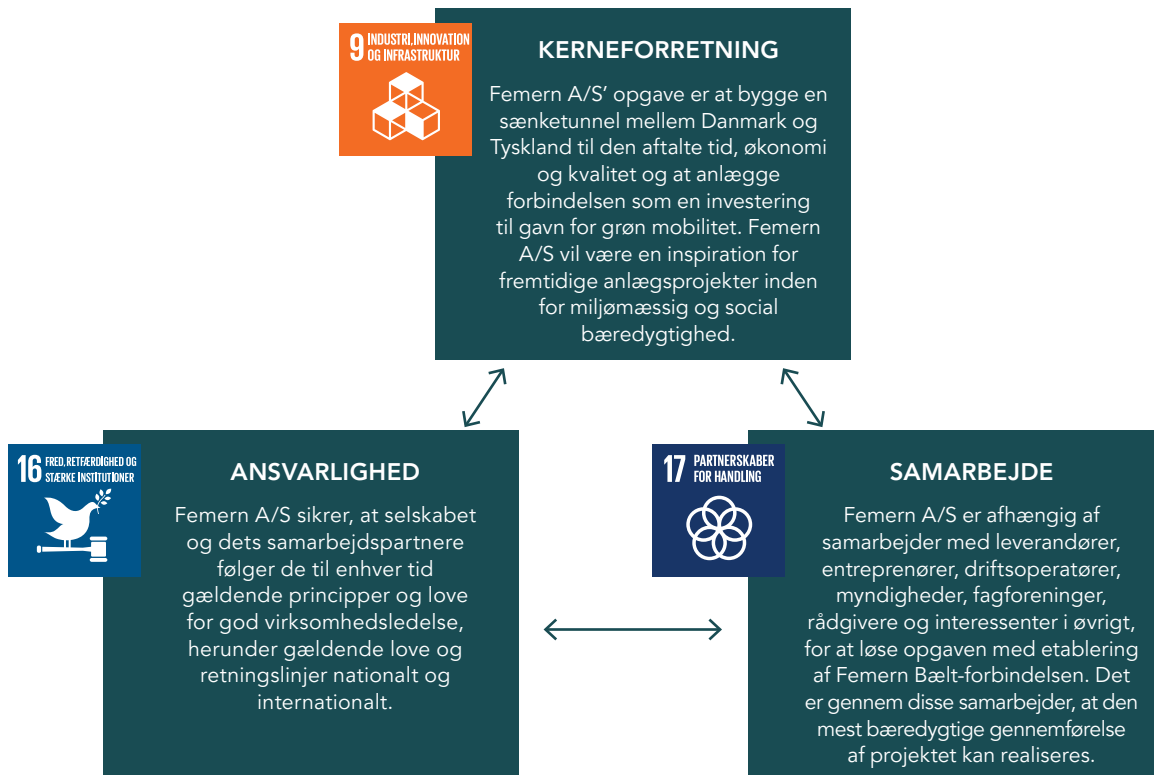 9 INDUSTRI, INNOVATION
OG INFRASTRUKTUR
KERNEFORRETNING
Femern A/S’ opgave er at bygge en
sænketunnel mellem Danmark og
Tyskland til den aftalte tid, økonomi
og kvalitet og at anlægge
forbindelsen som en investering
til gavn for grøn mobilitet. Femern
A/S vil være en inspiration for
fremtidige anlægsprojekter inden
for miljømæssig og social
bæredygtighed.
16 FRED, RETFÆRDIGHED OG
STÆRKE INSTITUTIONER
ANSVARLIGHED
Femern A/S sikrer, at selskabet
og dets samarbejdspartnere
følger de til enhver tid
gældende principper og love
for god virksomhedsledelse,
herunder gældende love og
retningslinjer nationalt og
internationalt.
17 PARTNERSKABER
FOR HANDLING
SAMARBEJDE
Femern A/S er afhængig af
samarbejder med leverandører,
entreprenører, driftsoperatører,
myndigheder, fagforeninger,
rådgivere og interessenter i øvrigt,
for at løse opgaven med etablering
af Femern Bælt-forbindelsen. Det
er gennem disse samarbejder, at den
mest bæredygtige gennemførelse
af projektet kan realiseres.